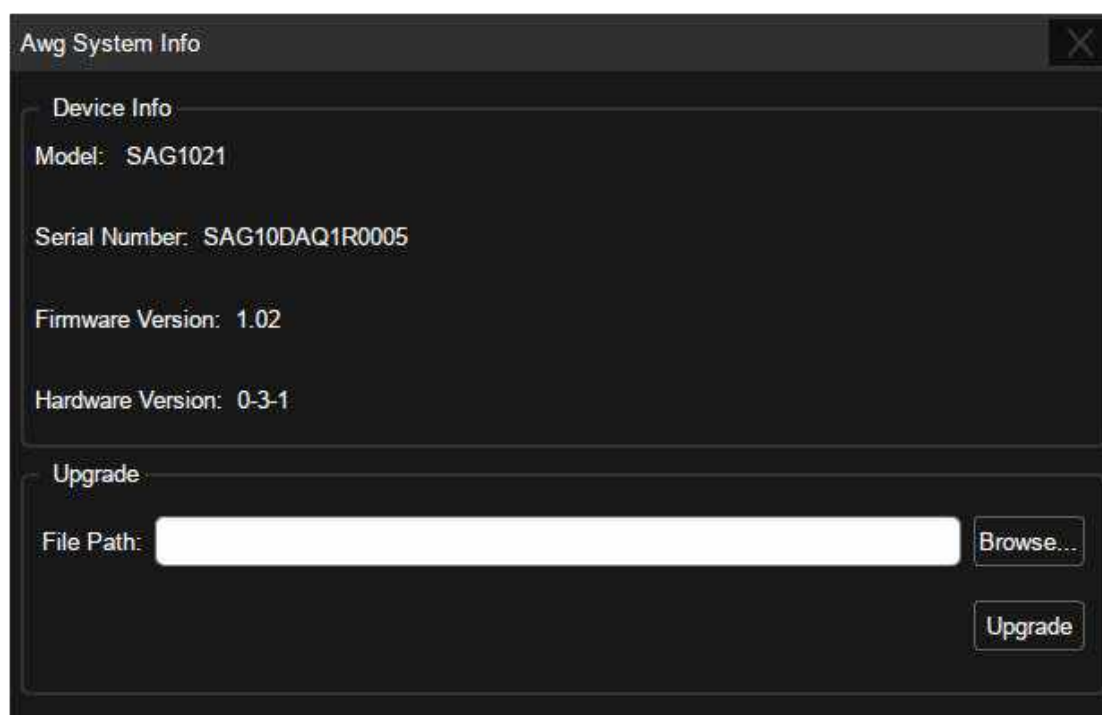 Awg System Info
X
Device Info
Model: SAG1021
Serial Number: SAG10DAQ1R0005
Firmware Version: 1.02
Hardware Version: 0-3-1
Upgrade
File Path: Browse...
Upgrade